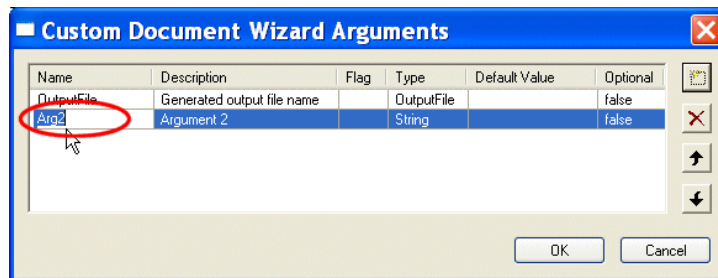 Custom Document Wizard Arguments
Name Description Flag Type Default Value Optional
OutputFile Generated output file name OutputFile false
Arg2 Argument 2 String false
OK Cancel